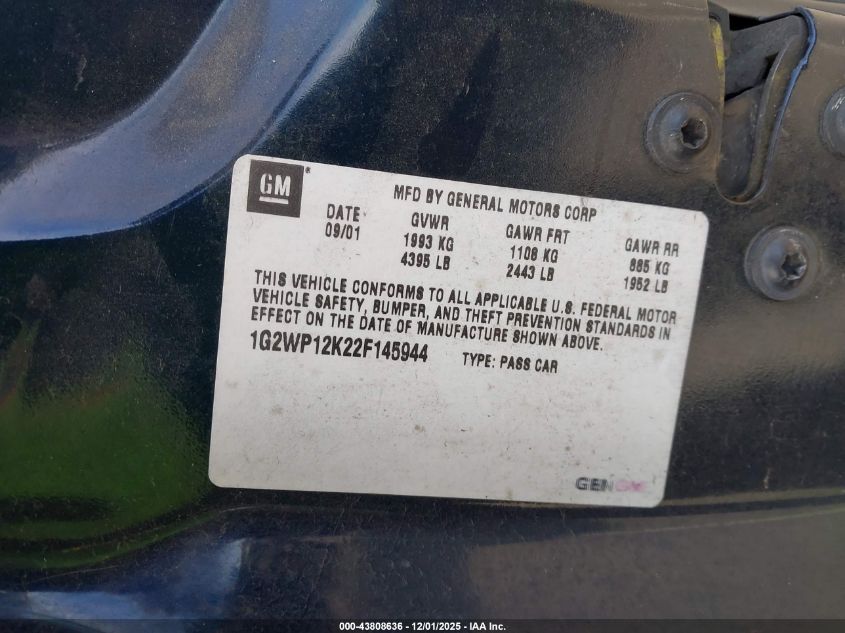 GM ®
MFD BY GENERAL MOTORS CORP
DATE GVWR GAWR FRT GAWR RR
09/01 1993 KG 1108 KG 885 KG
4395 LB 2443 LB 1952 LB
THIS VEHICLE CONFORMS TO ALL APPLICABLE U.S. FEDERAL MOTOR
VEHICLE SAFETY, BUMPER, AND THEFT PREVENTION STANDARDS IN
EFFECT ON THE DATE OF MANUFACTURE SHOWN ABOVE.
1G2WP12K22F145944 TYPE: PASS CAR
GEN
000-43808636 • 12/01/2025 • IAA Inc.